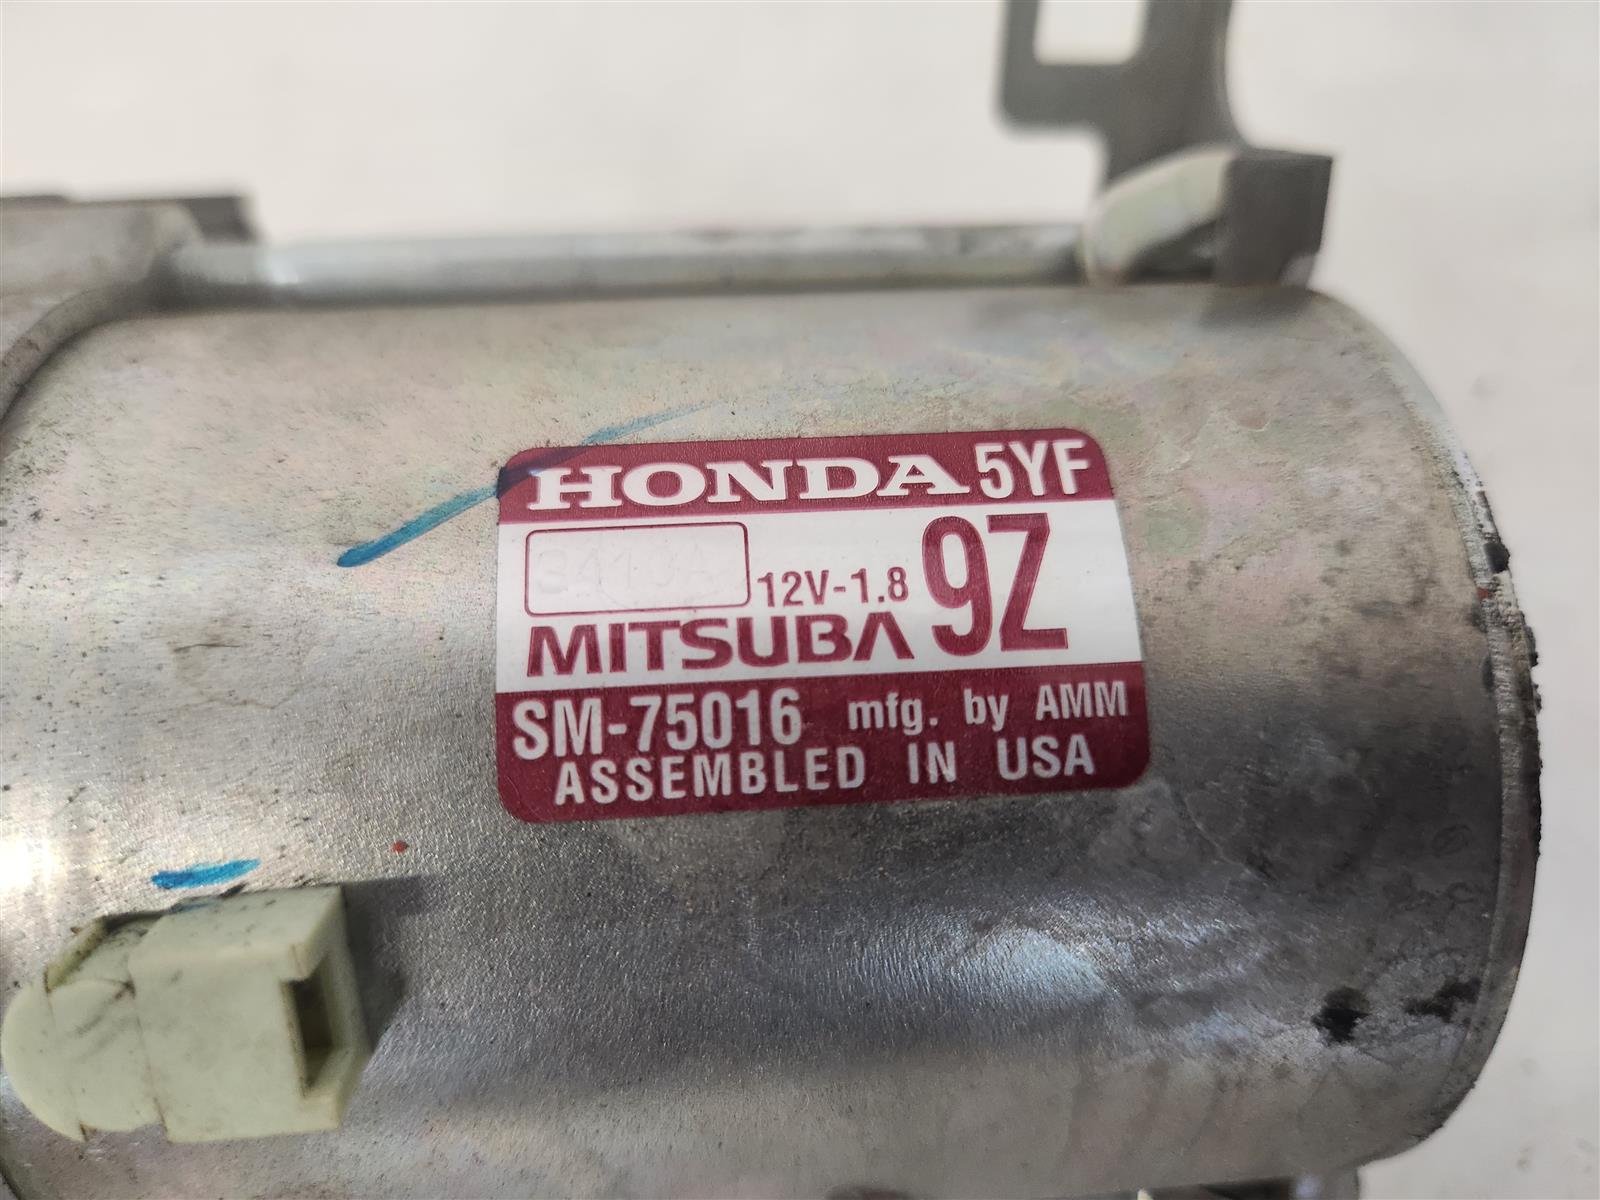 HONDA 5YF
12V-1.8 9Z
MITSUBA
SM-75016 mfg. by AMM
ASSEMBLED IN USA